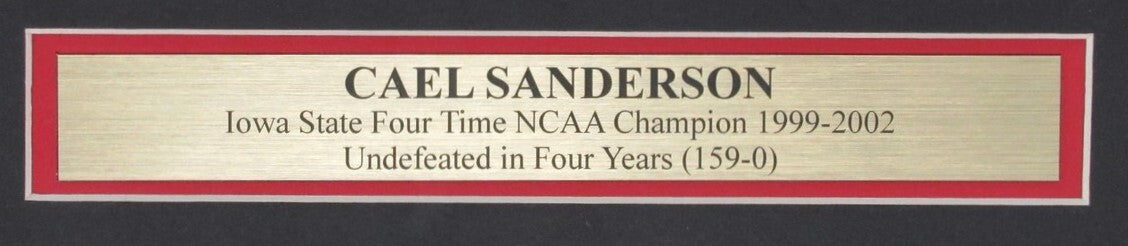 CAEL SANDERSON
Iowa State Four Time NCAA Champion 1999-2002
Undefeated in Four Years (159-0)